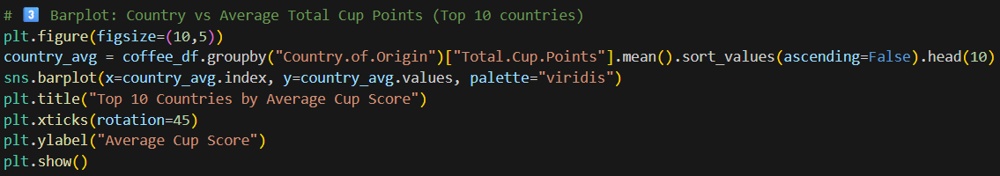 # 3️⃣ Barplot: Country vs Average Total Cup Points (Top 10 countries)
plt.figure(figsize=(10,5))
country_avg = coffee_df.groupby("Country.of.Origin")["Total.Cup.Points"].mean().sort_values(ascending=False).head(10)
sns.barplot(x=country_avg.index, y=country_avg.values, palette="viridis")
plt.title("Top 10 Countries by Average Cup Score")
plt.xticks(rotation=45)
plt.ylabel("Average Cup Score")
plt.show()